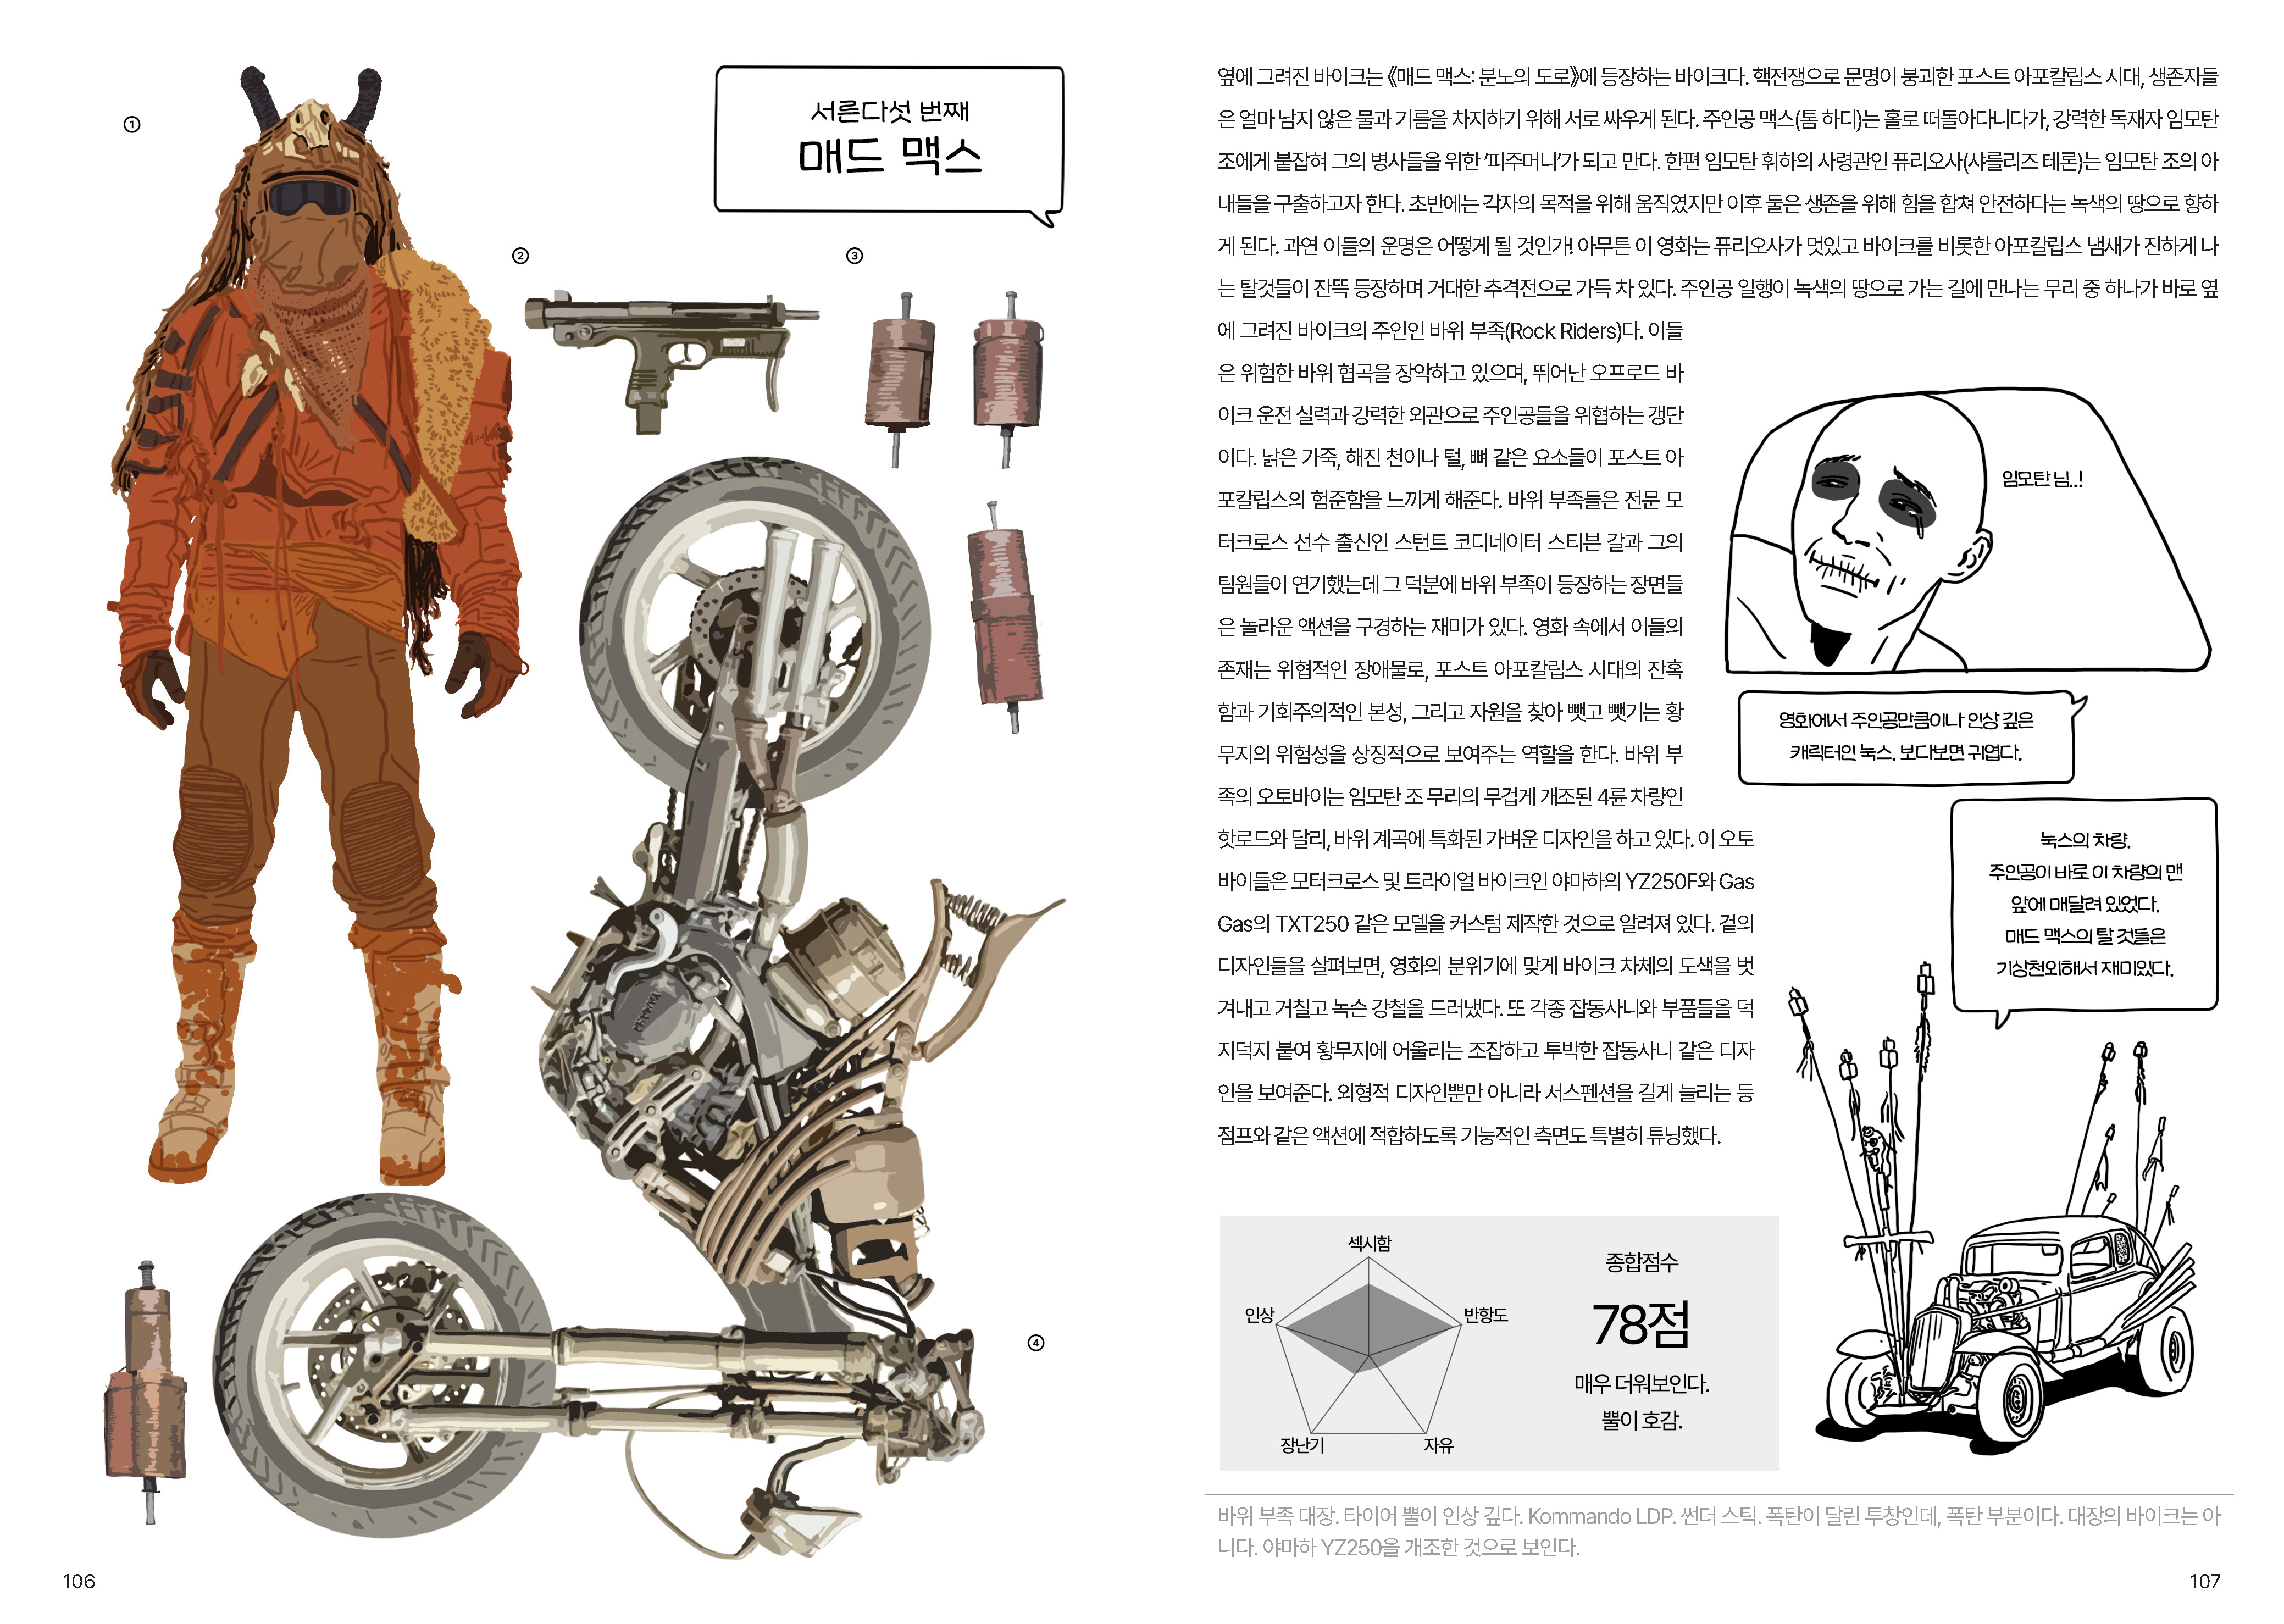 ①
서른다섯 번째
매드 맥스
②
③
④
106
옆에 그려진 바이크는 《매드 맥스: 분노의 도로》에 등장하는 바이크다. 핵전쟁으로 문명이 붕괴한 포스트 아포칼립스 시대, 생존자들
은 얼마 남지 않은 물과 기름을 차지하기 위해 서로 싸우게 된다. 주인공 맥스(톰 하디)는 홀로 떠돌아다니다가, 강력한 독재자 임모탄
조에게 붙잡혀 그의 병사들을 위한 ‘피주머니’가 되고 만다. 한편 임모탄 휘하의 사령관인 퓨리오사(샤를리즈 테론)는 임모탄 조의 아
내들을 구출하고자 한다. 초반에는 각자의 목적을 위해 움직였지만 이후 둘은 생존을 위해 힘을 합쳐 안전하다는 녹색의 땅으로 향하
게 된다. 과연 이들의 운명은 어떻게 될 것인가! 아무튼 이 영화는 퓨리오사가 멋있고 바이크를 비롯한 아포칼립스 냄새가 진하게 나
는 탈것들이 잔뜩 등장하며 거대한 추격전으로 가득 차 있다. 주인공 일행이 녹색의 땅으로 가는 길에 만나는 무리 중 하나가 바로 옆
에 그려진 바이크의 주인인 바위 부족(Rock Riders)다. 이들
은 위험한 바위 협곡을 장악하고 있으며, 뛰어난 오프로드 바
이크 운전 실력과 강력한 외관으로 주인공들을 위협하는 갱단
이다. 낡은 가죽, 해진 천이나 털, 뼈 같은 요소들이 포스트 아
포칼립스의 험준함을 느끼게 해준다. 바위 부족들은 전문 모
터크로스 선수 출신인 스턴트 코디네이터 스티븐 갈과 그의
팀원들이 연기했는데 그 덕분에 바위 부족이 등장하는 장면들
은 놀라운 액션을 구경하는 재미가 있다. 영화 속에서 이들의
존재는 위협적인 장애물로, 포스트 아포칼립스 시대의 잔혹
함과 기회주의적인 본성, 그리고 자원을 찾아 뺏고 뺏기는 황
무지의 위험성을 상징적으로 보여주는 역할을 한다. 바위 부
족의 오토바이는 임모탄 조 무리의 무겁게 개조된 4륜 차량인
핫로드와 달리, 바위 계곡에 특화된 가벼운 디자인을 하고 있다. 이 오토
바이들은 모터크로스 및 트라이얼 바이크인 야마하의 YZ250F와 Gas
Gas의 TXT250 같은 모델을 커스텀 제작한 것으로 알려져 있다. 겉의
디자인들을 살펴보면, 영화의 분위기에 맞게 바이크 차체의 도색을 벗
겨내고 거칠고 녹슨 강철을 드러냈다. 또 각종 잡동사니와 부품들을 덕
지덕지 붙여 황무지에 어울리는 조잡하고 투박한 잡동사니 같은 디자
인을 보여준다. 외형적 디자인뿐만 아니라 서스펜션을 길게 늘리는 등
점프와 같은 액션에 적합하도록 기능적인 측면도 특별히 튜닝했다.
임모탄 님..!
영화에서 주인공만큼이나 인상 깊은
캐릭터인 눅스. 보다보면 귀엽다.
눅스의 차량.
주인공이 바로 이 차량의 맨
앞에 매달려 있었다.
매드 맥스의 탈 것들은
기상천외해서 재미있다.
섹시함
인상
반항도
장난기
자유
종합점수
78점
매우 더워보인다.
뿔이 호감.
바위 부족 대장. 타이어 뿔이 인상 깊다. Kommando LDP. 썬더 스틱. 폭탄이 달린 투창인데, 폭탄 부분이다. 대장의 바이크는 아
니다. 야마하 YZ250을 개조한 것으로 보인다.
107